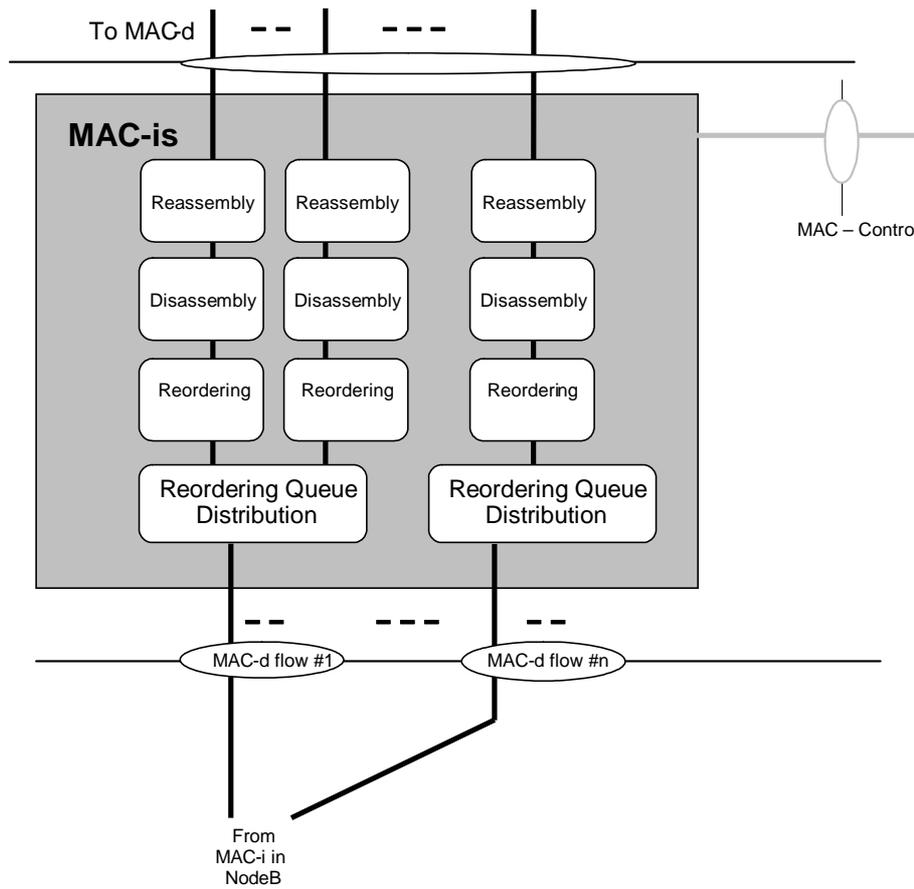 To MAC-d
MAC-is
Reassembly Reassembly Reassembly
MAC – Contro
Disassembly Disassembly Disassembly
Reordering Reordering Reordering
Reordering Queue
Distribution
Reordering Queue
Distribution
MAC-d flow #1 MAC-d flow #n
From
MAC-i in
NodeB